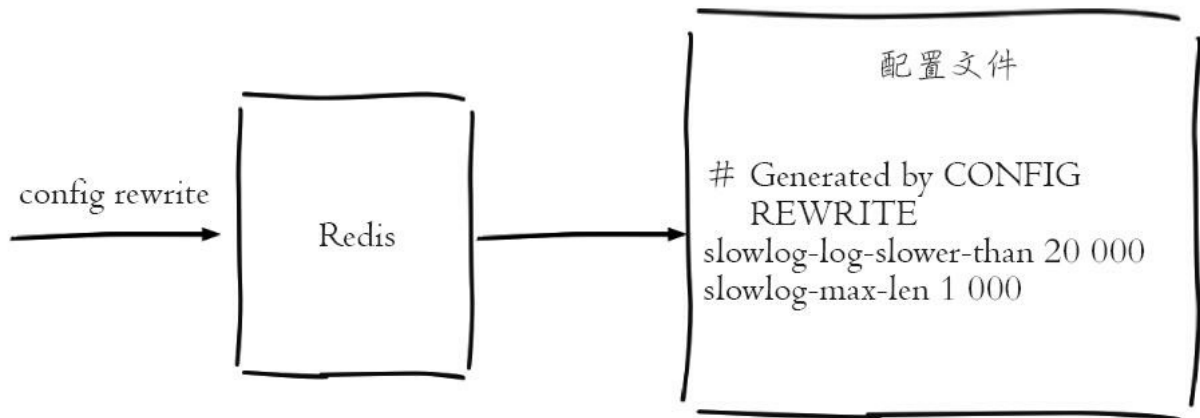 config rewrite
Redis
配置文件
# Generated by CONFIG
REWRITE
slowlog-log-slower-than 20 000
slowlog-max-len 1 000